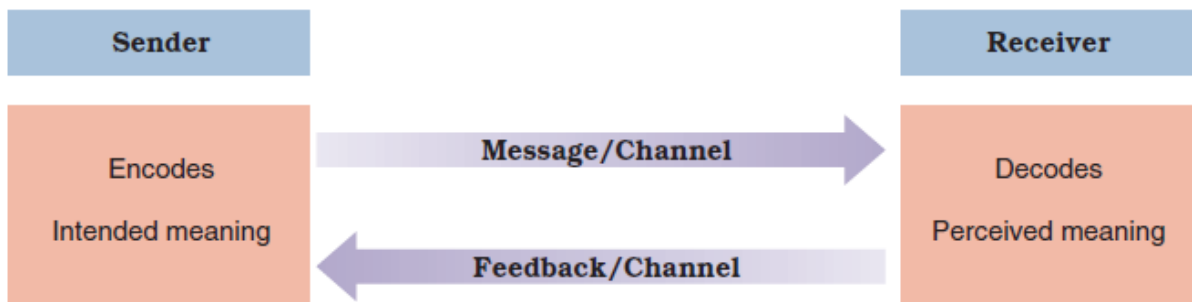 Sender
Receiver
Encodes
Intended meaning
Message/Channel
Feedback/Channel
Decodes
Perceived meaning